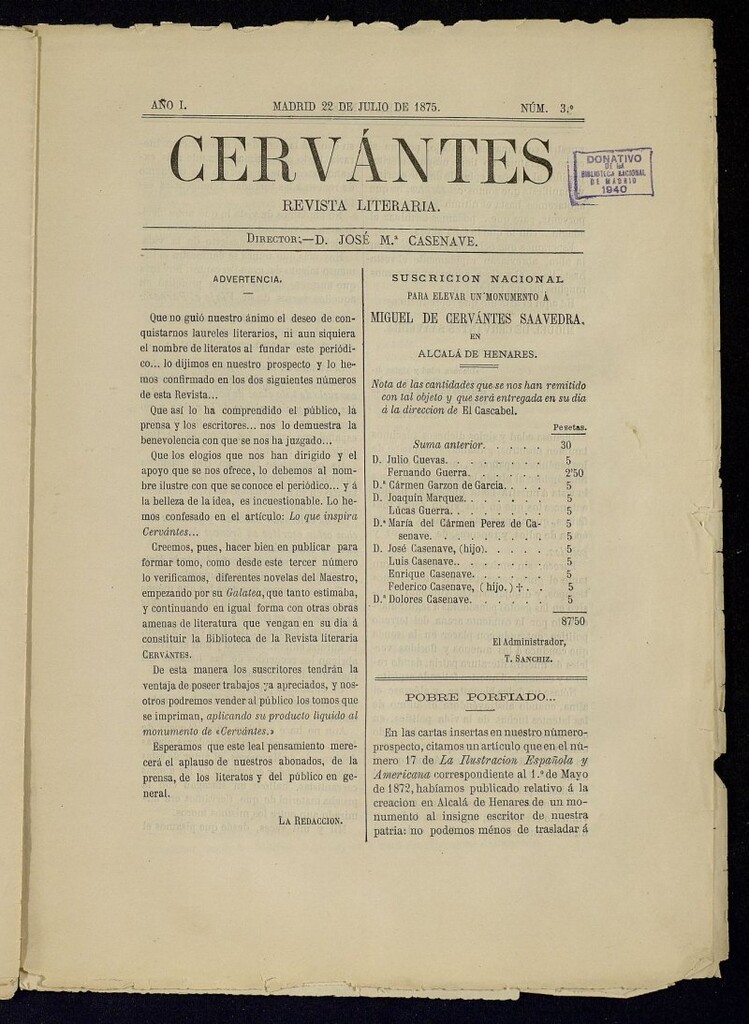 AÑO I.
MADRID 22 DE JULIO DE 1875.
NÚM. 3.º
CERVÁNTES
REVISTA LITERARIA.
DIRECTOR:—D. JOSÉ M.ª CASENAVE.
DONATIVO
DE LA
BIBLIOTECA NACIONAL
DE MADRID
1940
ADVERTENCIA.
Que no guió nuestro ánimo el deseo de con-
quistarnos laureles literarios, ni aun siquiera
el nombre de literatos al fundar este periódi-
co... lo dijimos en nuestro prospecto y lo he-
mos confirmado en los dos siguientes números
de esta Revista...
Que así lo ha comprendido el público, la
prensa y los escritores... nos lo demuestra la
benevolencia con que se nos ha juzgado...
Que los elogios que nos han dirigido y el
apoyo que se nos ofrece, lo debemos al nom-
bre ilustre con que se conoce el periódico... y á
la belleza de la idea, es incuestionable. Lo he-
mos confesado en el artículo: Lo que inspira
Cervántes...
Creemos, pues, hacer bien en publicar para
formar tomo, como desde este tercer número
lo verificamos, diferentes novelas del Maestro,
empezando por su Galatea, que tanto estimaba,
y continuando en igual forma con otras obras
amenas de literatura que vengan en su dia á
constituir la Biblioteca de la Revista literaria
CERVÁNTES.
De esta manera los suscritores tendrán la
ventaja de poseer trabajos ya apreciados, y nos-
otros podremos vender al público los tomos que
se impriman, aplicando su producto líquido al
monumento de «Cervántes.»
Esperamos que este leal pensamiento mere-
cerá el aplauso de nuestros abonados, de la
prensa, de los literatos y del público en ge-
neral.
LA REDACCION.
SUSCRICION NACIONAL
PARA ELEVAR UN MONUMENTO Á
MIGUEL DE CERVÁNTES SAAVEDRA,
EN
ALCALÁ DE HENARES.
Nota de las cantidades que se nos han remitido
con tal objeto y que será entregada en su dia
á la direccion de El Cascabel.
Pesetas.
Suma anterior. . . . . 30
D. Julio Cuevas. . . . . . . 5
Fernando Guerra. . . . . . 2'50
D.ª Cármen Garzon de García. . . . 5
D. Joaquin Marquez. . . . . . . 5
Lúcas Guerra. . . . . . . . 5
D.ª María del Cármen Perez de Ca- 5
senave. . . . . . . . . 5
D. José Casenave, (hijo). . . . . 5
Luis Casenave.. . . . . . . 5
Enrique Casenave. . . . . . 5
Federico Casenave, (hijo.) ✝. . 5
D.ª Dolores Casenave. . . . . . 5
87'50
El Administrador,
T. SANCHIZ.
POBRE PORFIADO...
En las cartas insertas en nuestro número-
prospecto, citamos un artículo que en el nú-
mero 17 de La Ilustracion Española y
Americana correspondiente al 1.º de Mayo
de 1872, habíamos publicado relativo á la
creacion en Alcalá de Henares de un mo-
numento al insigne escritor de nuestra
patria: no podemos ménos de trasladar á